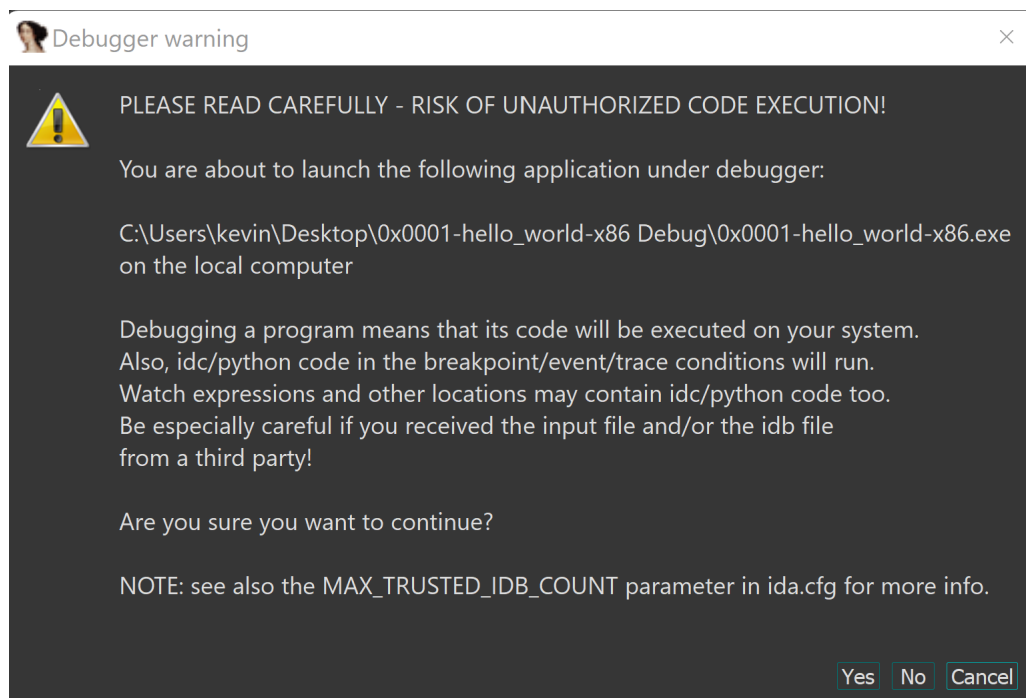 Debugger warning
PLEASE READ CAREFULLY - RISK OF UNAUTHORIZED CODE EXECUTION!
You are about to launch the following application under debugger:
C:\Users\kevin\Desktop\0x0001-hello_world-x86 Debug\0x0001-hello_world-x86.exe
on the local computer
Debugging a program means that its code will be executed on your system.
Also, idc/python code in the breakpoint/event/trace conditions will run.
Watch expressions and other locations may contain idc/python code too.
Be especially careful if you received the input file and/or the idb file
from a third party!
Are you sure you want to continue?
NOTE: see also the MAX_TRUSTED_IDB_COUNT parameter in ida.cfg for more info.
Yes No Cancel